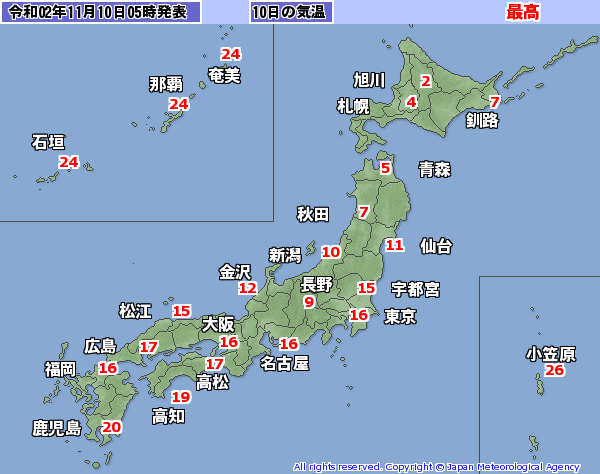 令和02年11月10日05時発表 10日の気温 最高
24
奄美
那覇
24
石垣
24
旭川 2
札幌 4 7
釧路
5 青森
秋田 7
11 仙台
新潟 10
金沢
12
長野 15 宇都宮
9
松江 15 16 東京
大阪
16
広島 17 16 名古屋
福岡 16 17
高松
19
高知
鹿児島 20
小笠原
26
All rights reserved. Copyright © Japan Meteorological Agency